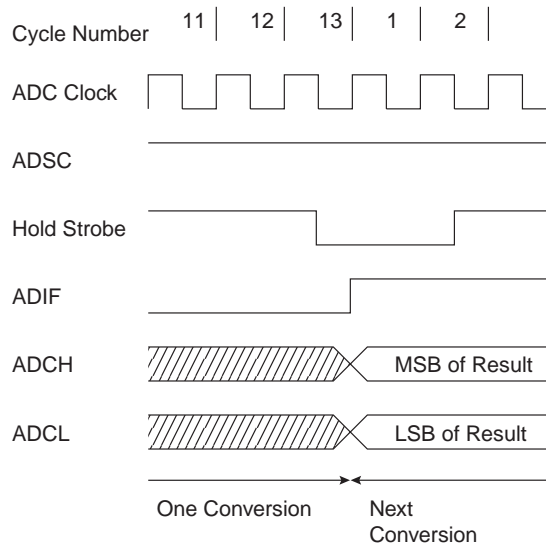 Cycle Number 11 12 13 1 2
ADC Clock
ADSC
Hold Strobe
ADIF
ADCH MSB of Result
ADCL LSB of Result
One Conversion Next
Conversion